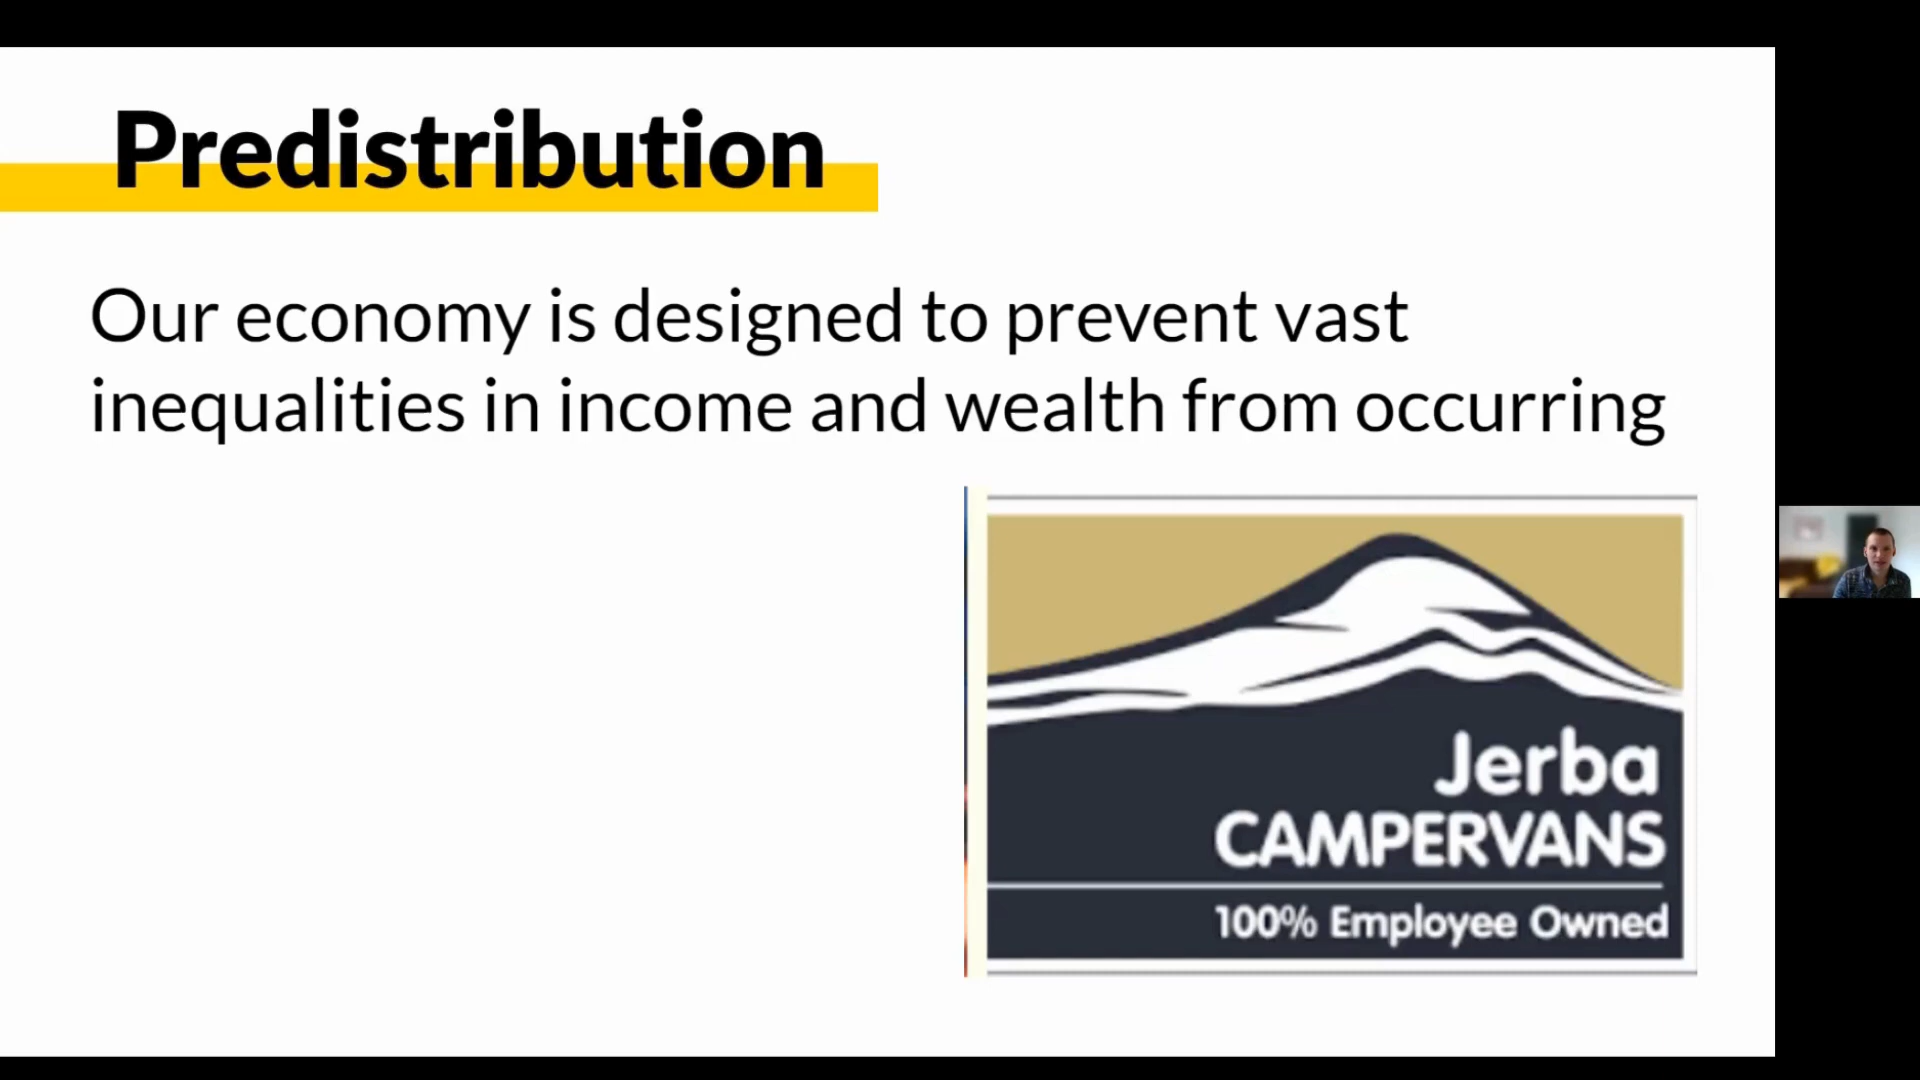 Predistribution
Our economy is designed to prevent vast
inequalities in income and wealth from occurring
Jerba
CAMPERVANS
100% Employee Owned